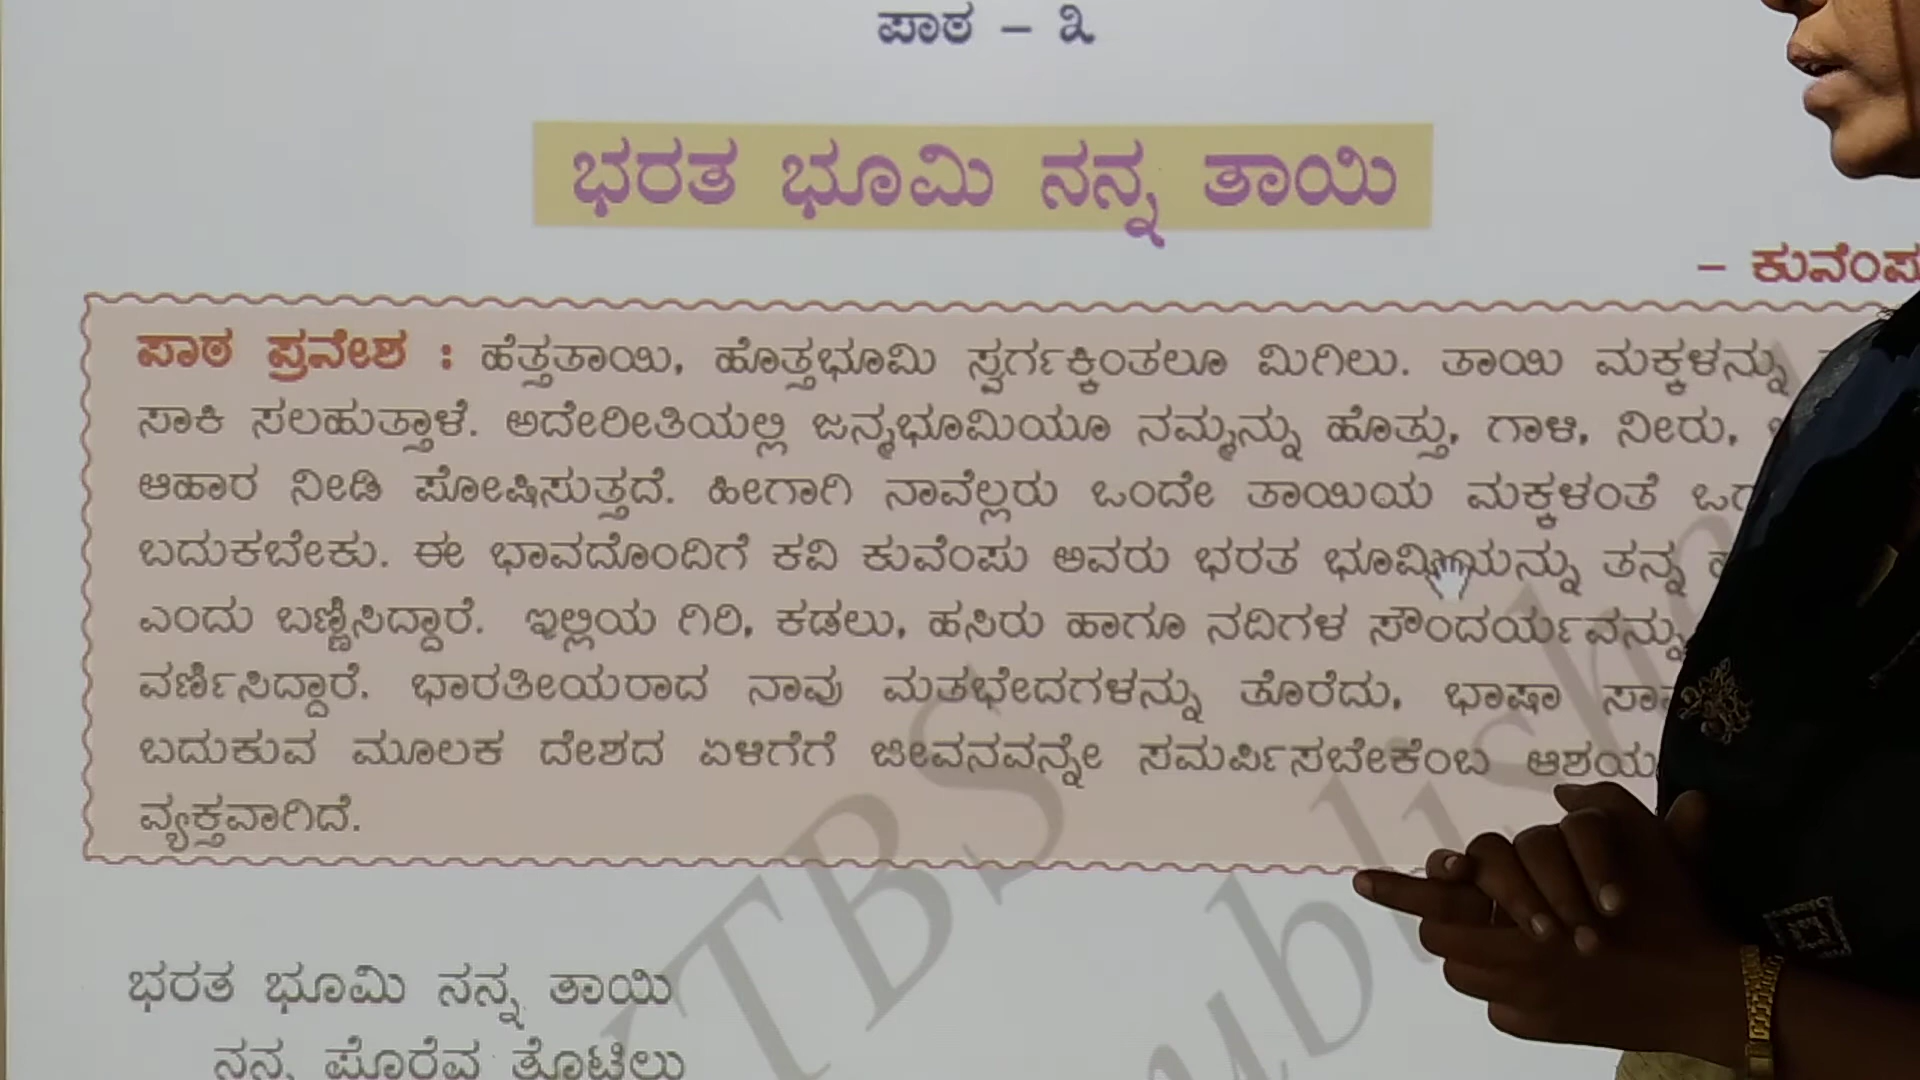 ಪಾಠ – ೩
ಭರತ ಭೂಮಿ ನನ್ನ ತಾಯಿ
– ಕುವೆಂಪು
ಪಾಠ ಪ್ರವೇಶ : ಹೆತ್ತತಾಯಿ, ಹೊತ್ತಭೂಮಿ ಸ್ವರ್ಗಕ್ಕಿಂತಲೂ ಮಿಗಿಲು. ತಾಯಿ ಮಕ್ಕಳನ್ನು
ಸಾಕಿ ಸಲಹುತ್ತಾಳೆ. ಅದೇರೀತಿಯಲ್ಲಿ ಜನ್ಮಭೂಮಿಯೂ ನಮ್ಮನ್ನು ಹೊತ್ತು, ಗಾಳಿ, ನೀರು,
ಆಹಾರ ನೀಡಿ ಪೋಷಿಸುತ್ತದೆ. ಹೀಗಾಗಿ ನಾವೆಲ್ಲರು ಒಂದೇ ತಾಯಿಯ ಮಕ್ಕಳಂತೆ
ಬದುಕಬೇಕು. ಈ ಭಾವದೊಂದಿಗೆ ಕವಿ ಕುವೆಂಪು ಅವರು ಭರತ ಭೂಮಿಯನ್ನು ತನ್ನ
ಎಂದು ಬಣ್ಣಿಸಿದ್ದಾರೆ. ಇಲ್ಲಿಯ ಗಿರಿ, ಕಡಲು, ಹಸಿರು ಹಾಗೂ ನದಿಗಳ ಸೌಂದರ್ಯವನ್ನು
ವರ್ಣಿಸಿದ್ದಾರೆ. ಭಾರತೀಯರಾದ ನಾವು ಮತಭೇದಗಳನ್ನು ತೊರೆದು, ಭಾಷಾ
ಬದುಕುವ ಮೂಲಕ ದೇಶದ ಏಳಿಗೆಗೆ ಜೀವನವನ್ನೇ ಸಮರ್ಪಿಸಬೇಕೆಂಬ ಆಶಯ
ವ್ಯಕ್ತವಾಗಿದೆ.
ಭರತ ಭೂಮಿ ನನ್ನ ತಾಯಿ
ನನ್ನ ಪೊರೆವ ತೊಟ್ಟಿಲು
KTBS